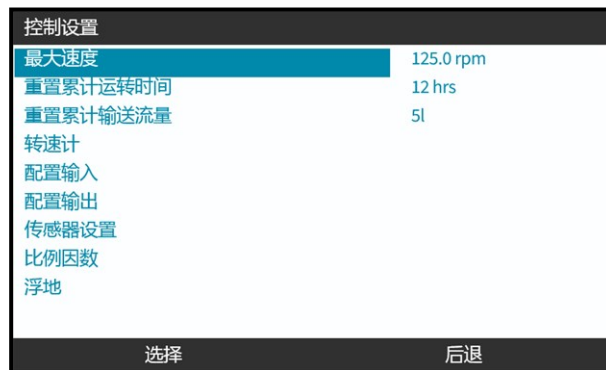 控制设置
最大速度 125.0 rpm
重置累计运转时间 12 hrs
重置累计输送流量 5l
转速计
配置输入
配置输出
传感器设置
比例因数
浮地
选择 后退